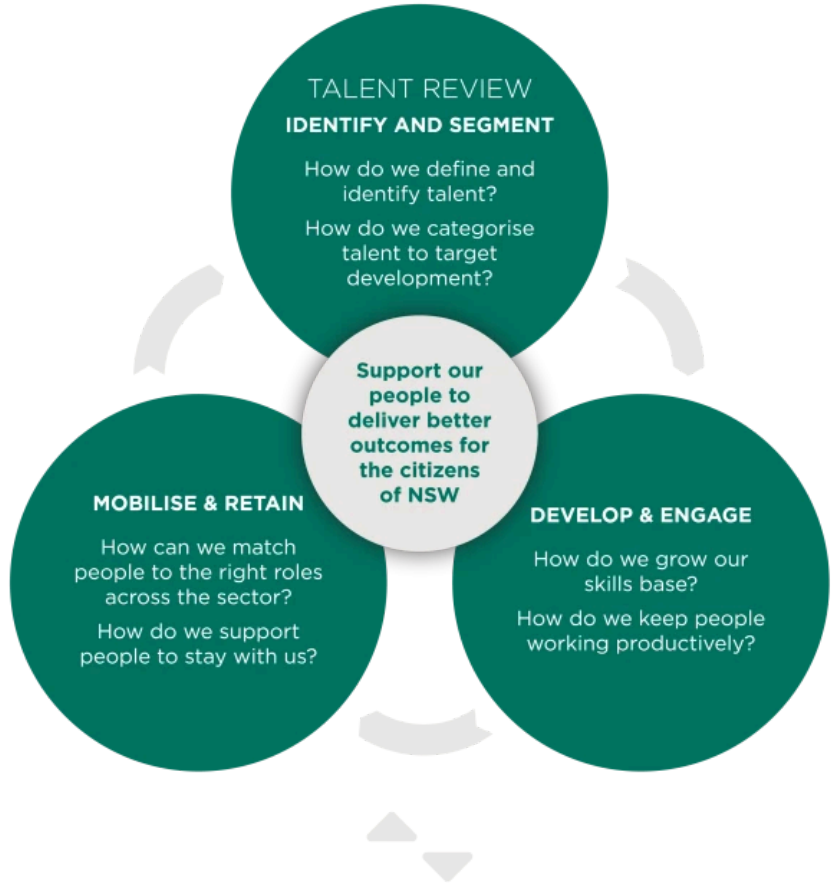 TALENT REVIEW
IDENTIFY AND SEGMENT
How do we define and
identify talent?
How do we categorise
talent to target
development?
Support our
people to
deliver better
outcomes for
the citizens
of NSW
MOBILISE & RETAIN
How can we match
people to the right roles
across the sector?
How do we support
people to stay with us?
DEVELOP & ENGAGE
How do we grow our
skills base?
How do we keep people
working productively?